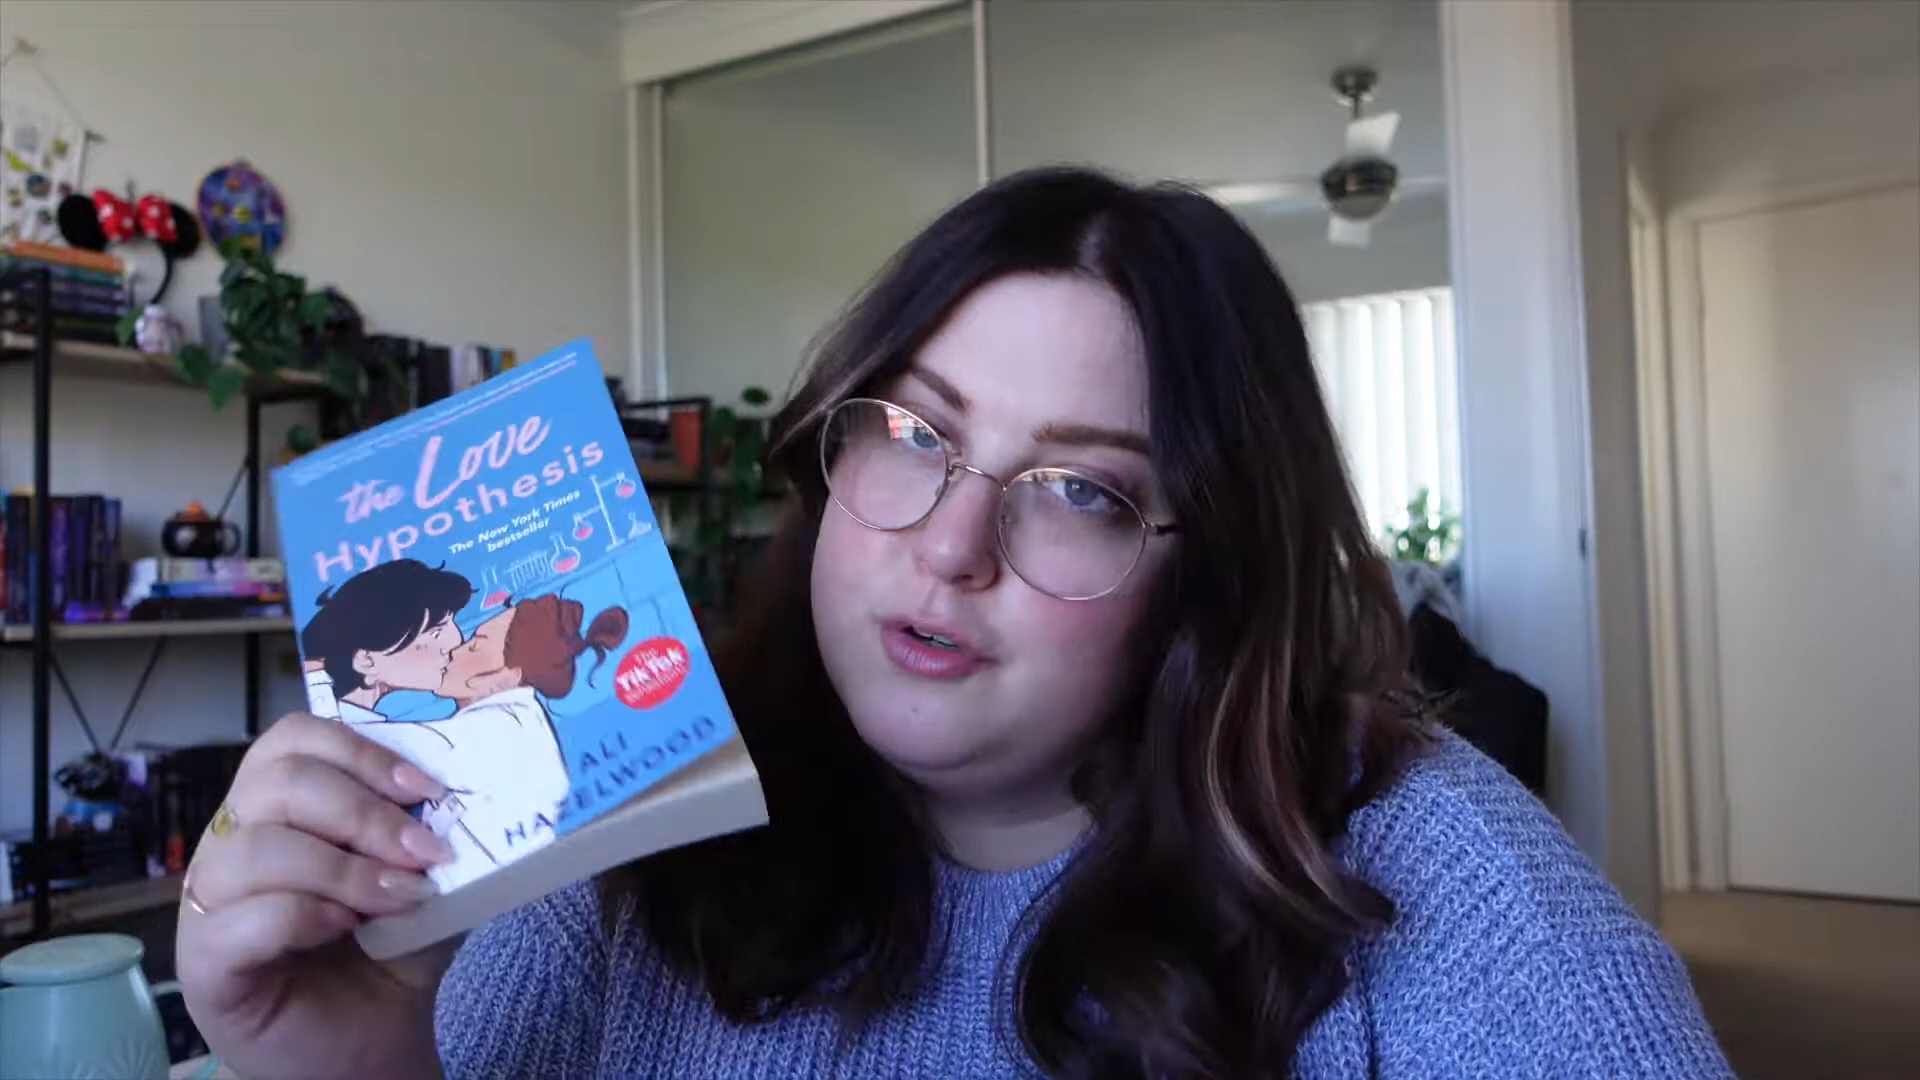 the Love
Hypothesis
The New York Times
bestseller
THE
TikTok
ALI
HAZELWOOD